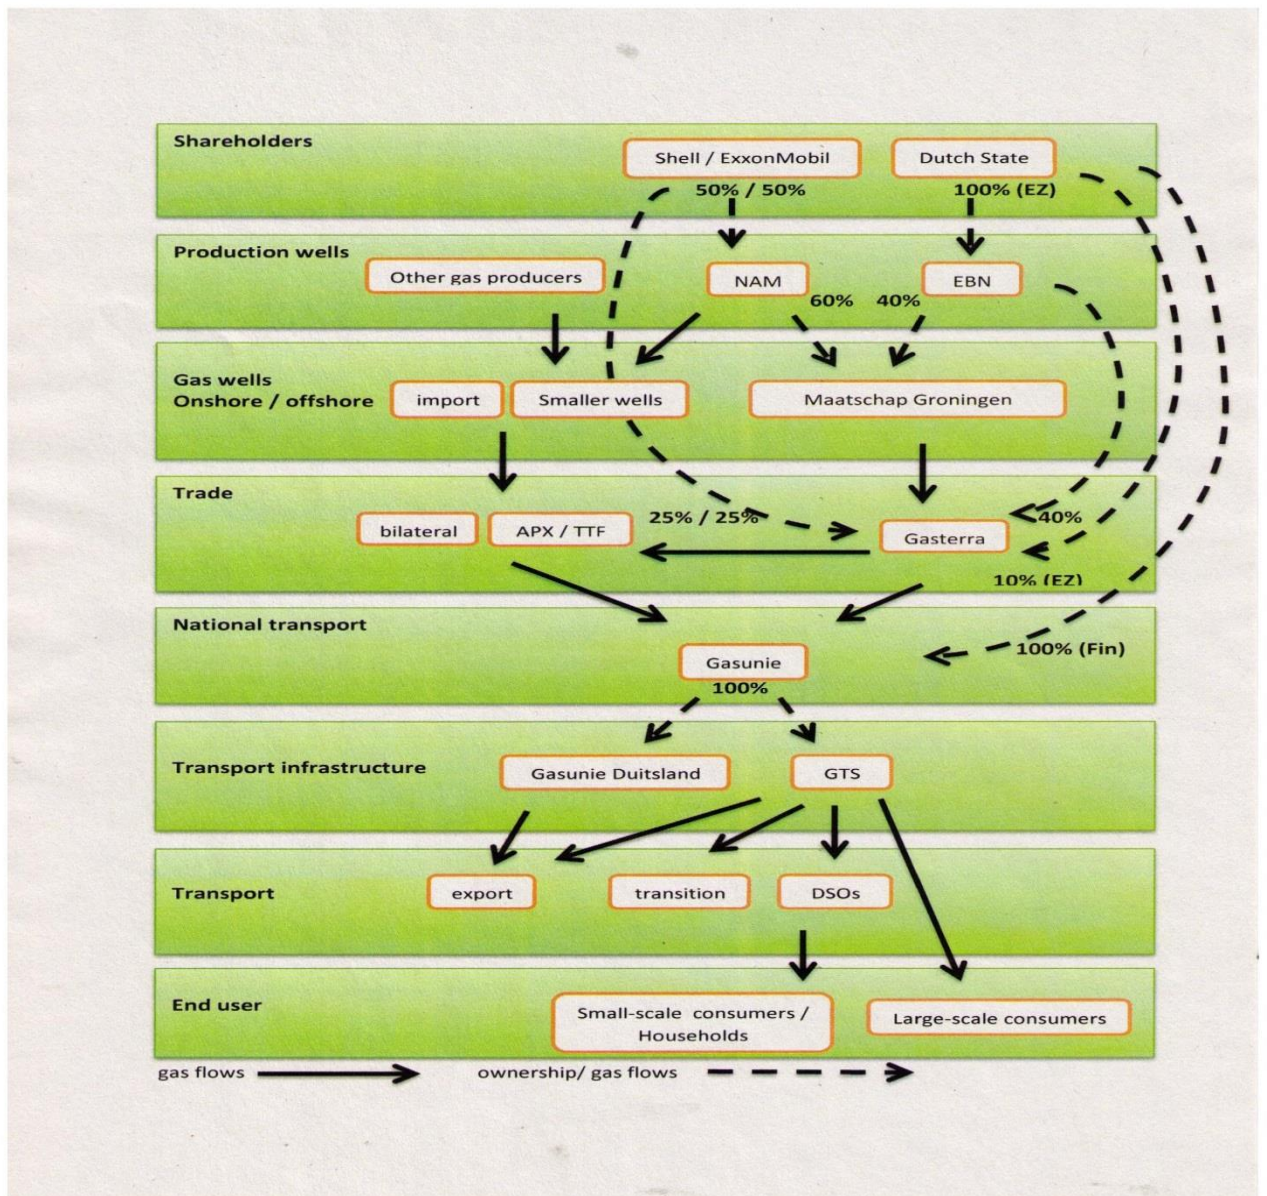 Shareholders
Shell / ExxonMobil
Dutch State
50% / 50%
100% (EZ)
Production wells
Other gas producers
NAM
EBN
60%
40%
Gas wells
Onshore / offshore
import
Smaller wells
Maatschap Groningen
Trade
bilateral
APX / TTF
25% / 25%
Gasterra
40%
10% (EZ)
National transport
Gasunie
100%
100% (Fin)
Transport infrastructure
Gasunie Duitsland
GTS
Transport
export
transition
DSOs
End user
Small-scale consumers /
Households
Large-scale consumers
gas flows
ownership/ gas flows